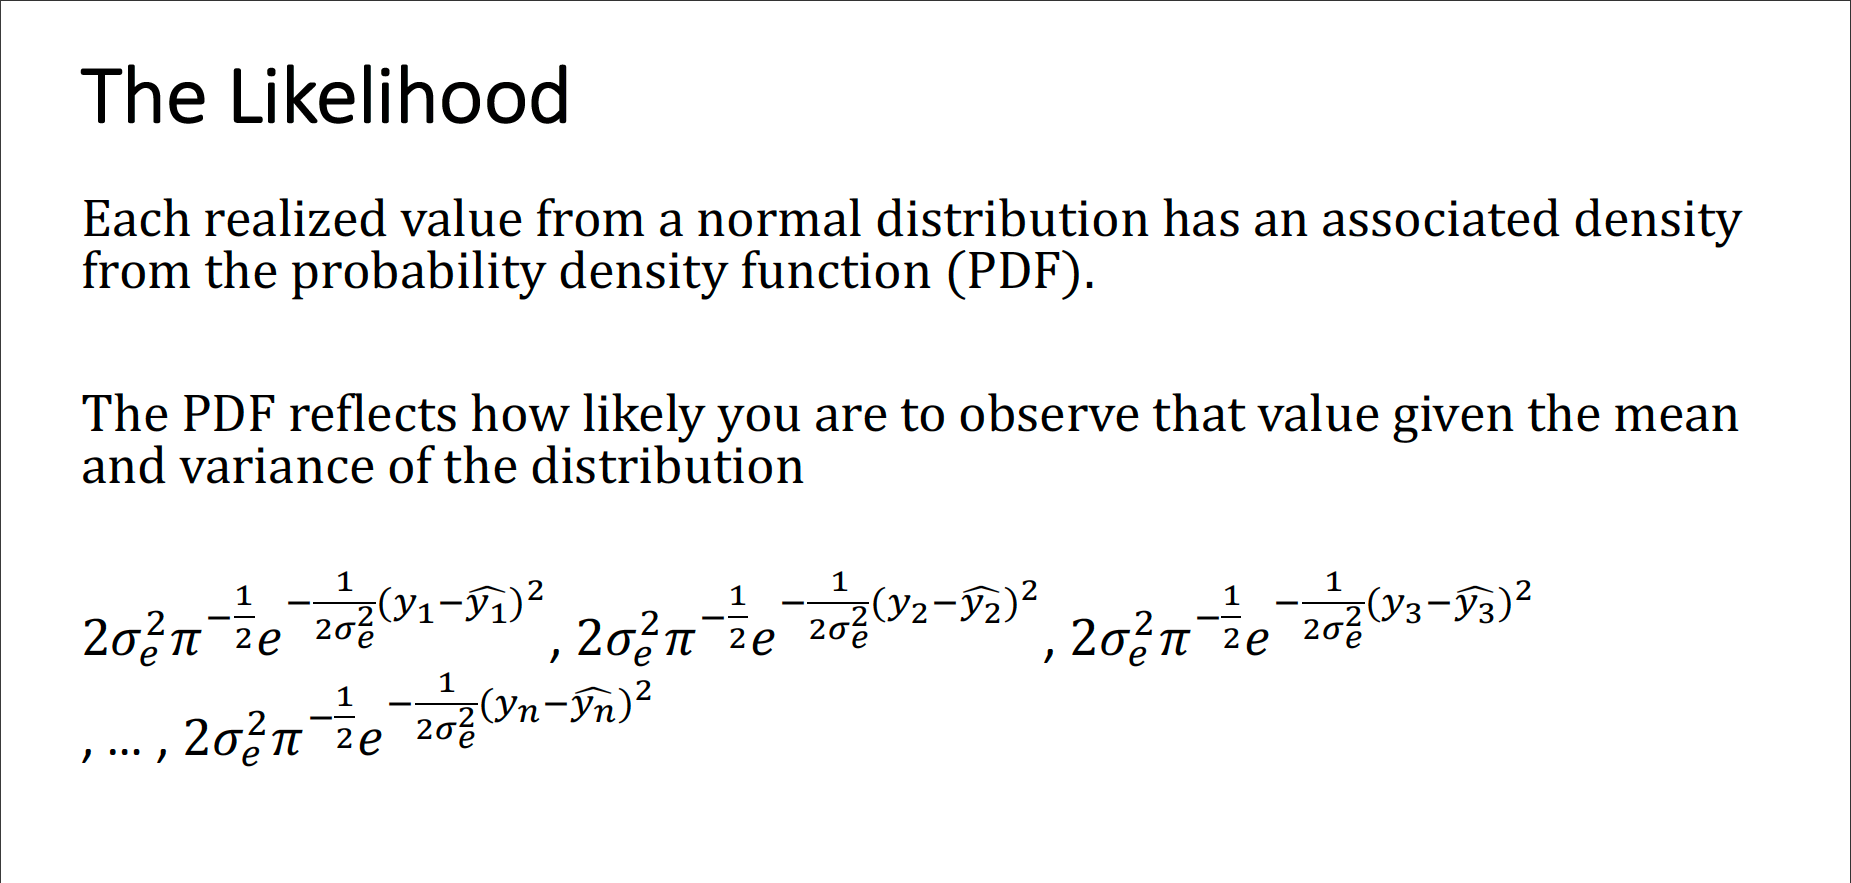 The Likelihood
Each realized value from a normal distribution has an associated density
from the probability density function (PDF).
The PDF reflects how likely you are to observe that value given the mean
and variance of the distribution
$2\sigma_e^2\pi^{-\frac{1}{2}}e^{-\frac{1}{2\sigma_e^2}(y_1-\widehat{y_1})^2}, 2\sigma_e^2\pi^{-\frac{1}{2}}e^{-\frac{1}{2\sigma_e^2}(y_2-\widehat{y_2})^2}, 2\sigma_e^2\pi^{-\frac{1}{2}}e^{-\frac{1}{2\sigma_e^2}(y_3-\widehat{y_3})^2}$
$, \ldots, 2\sigma_e^2\pi^{-\frac{1}{2}}e^{-\frac{1}{2\sigma_e^2}(y_n-\widehat{y_n})^2}$